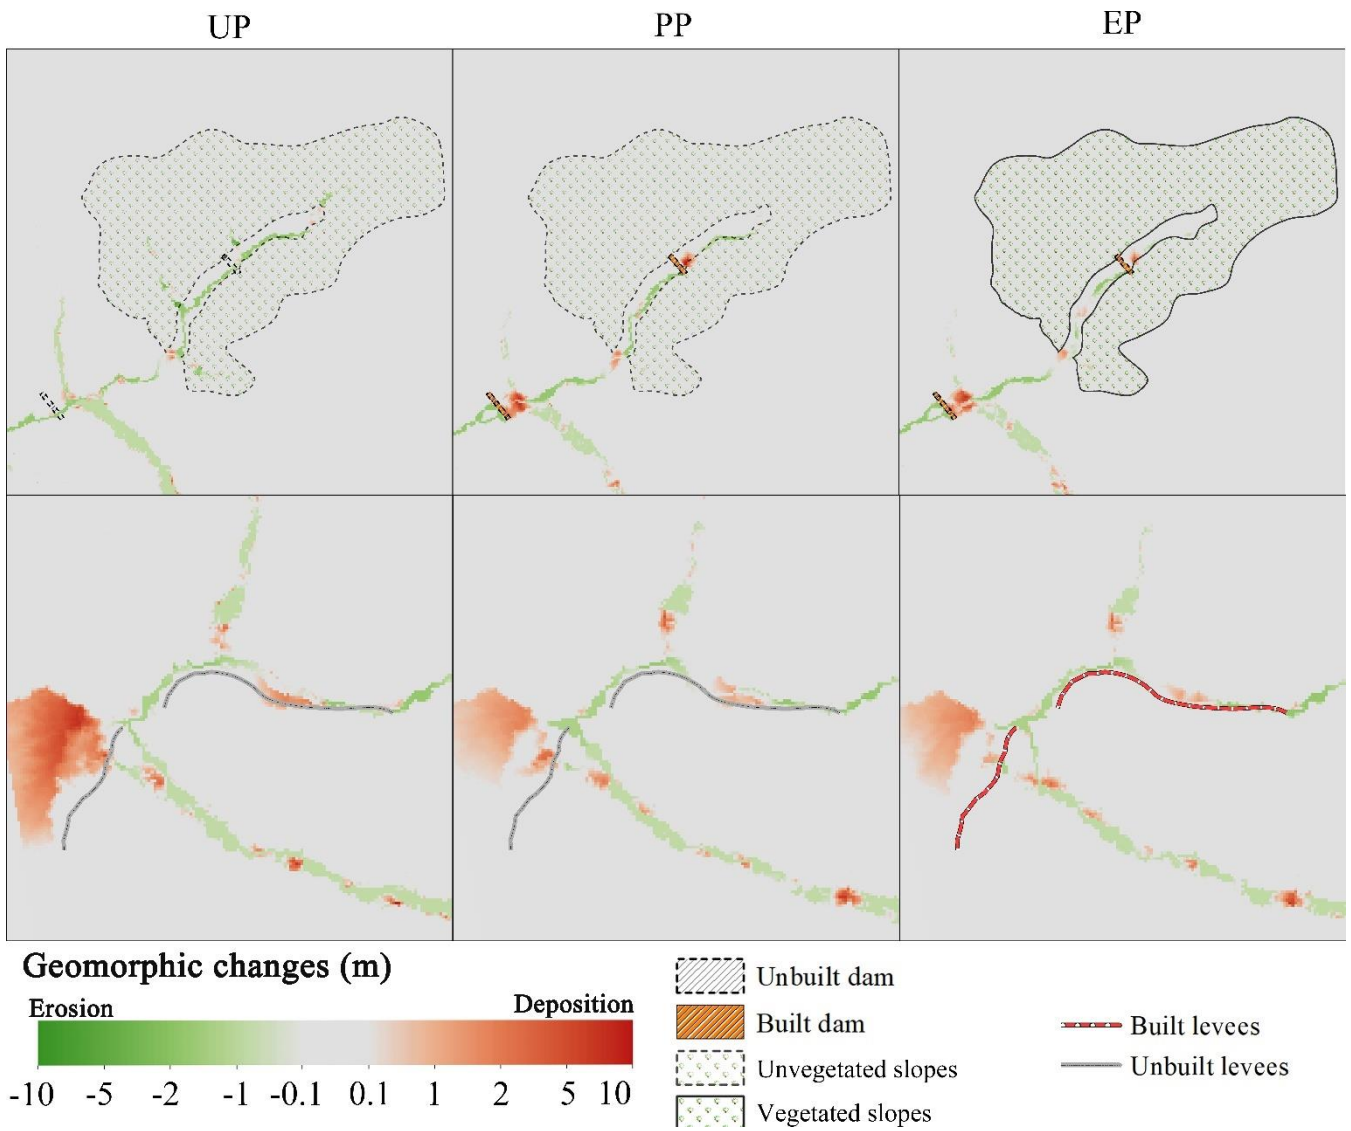 UP PP EP
Geomorphic changes (m)
Erosion Deposition
-10 -5 -2 -1 -0.1 0.1 1 2 5 10
Unbuilt dam
Built dam
Unvegetated slopes
Vegetated slopes
Built levees
Unbuilt levees